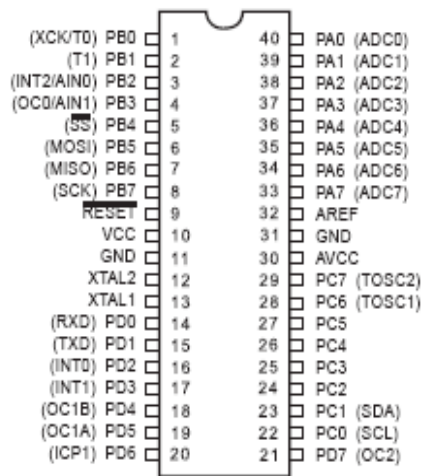 (XCK/T0) PB0 1 40 PA0 (ADC0)
(T1) PB1 2 39 PA1 (ADC1)
(INT2/AIN0) PB2 3 38 PA2 (ADC2)
(OC0/AIN1) PB3 4 37 PA3 (ADC3)
(SS) PB4 5 36 PA4 (ADC4)
(MOSI) PB5 6 35 PA5 (ADC5)
(MISO) PB6 7 34 PA6 (ADC6)
(SCK) PB7 8 33 PA7 (ADC7)
RESET 9 32 AREF
VCC 10 31 GND
GND 11 30 AVCC
XTAL2 12 29 PC7 (TOSC2)
XTAL1 13 28 PC6 (TOSC1)
(RXD) PD0 14 27 PC5
(TXD) PD1 15 26 PC4
(INT0) PD2 16 25 PC3
(INT1) PD3 17 24 PC2
(OC1B) PD4 18 23 PC1 (SDA)
(OC1A) PD5 19 22 PC0 (SCL)
(ICP1) PD6 20 21 PD7 (OC2)